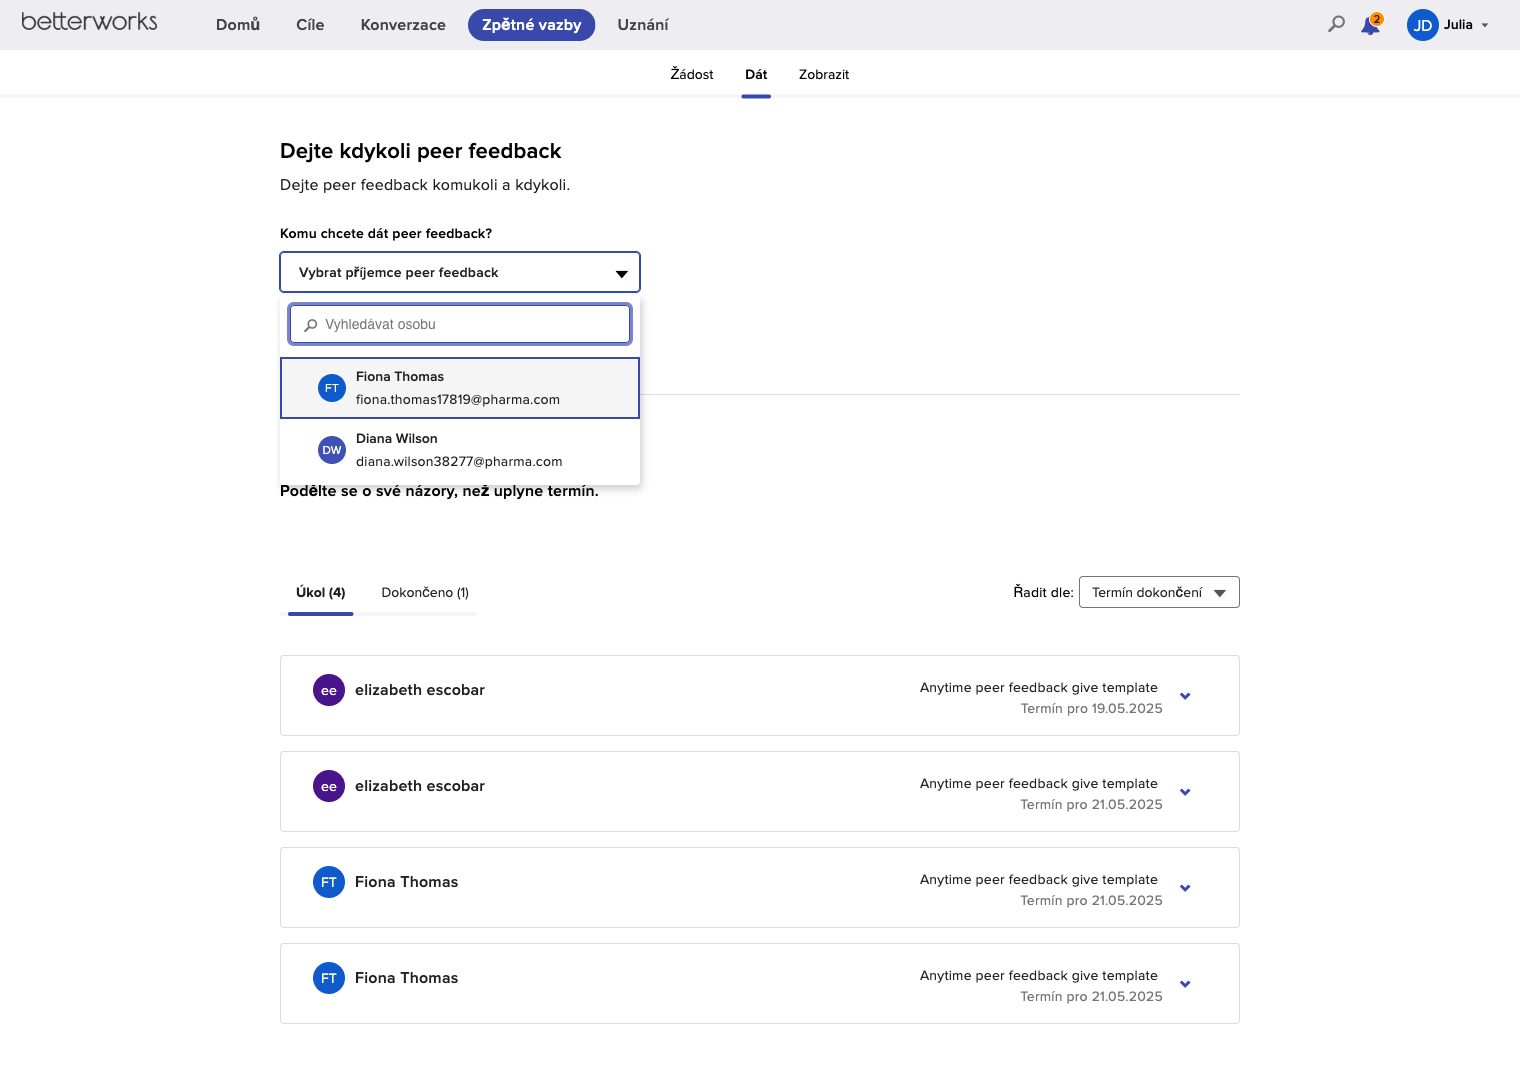 betterworks
Domů
Cíle
Konverzace
Zpětné vazby
Uznání
2
JD
Julia
Žádost
Dát
Zobrazit
Dejte kdykoli peer feedback
Dejte peer feedback komukoli a kdykoli.
Komu chcete dát peer feedback?
Vybrat příjemce peer feedback
Vyhledávat osobu
FT
Fiona Thomas
fiona.thomas17819@pharma.com
DW
Diana Wilson
diana.wilson38277@pharma.com
Podělte se o své názory, než uplyne termín.
Úkol (4)
Dokončeno (1)
Řadit dle:
Termín dokončení
ee
elizabeth escobar
Anytime peer feedback give template
Termín pro 19.05.2025
ee
elizabeth escobar
Anytime peer feedback give template
Termín pro 21.05.2025
FT
Fiona Thomas
Anytime peer feedback give template
Termín pro 21.05.2025
FT
Fiona Thomas
Anytime peer feedback give template
Termín pro 21.05.2025